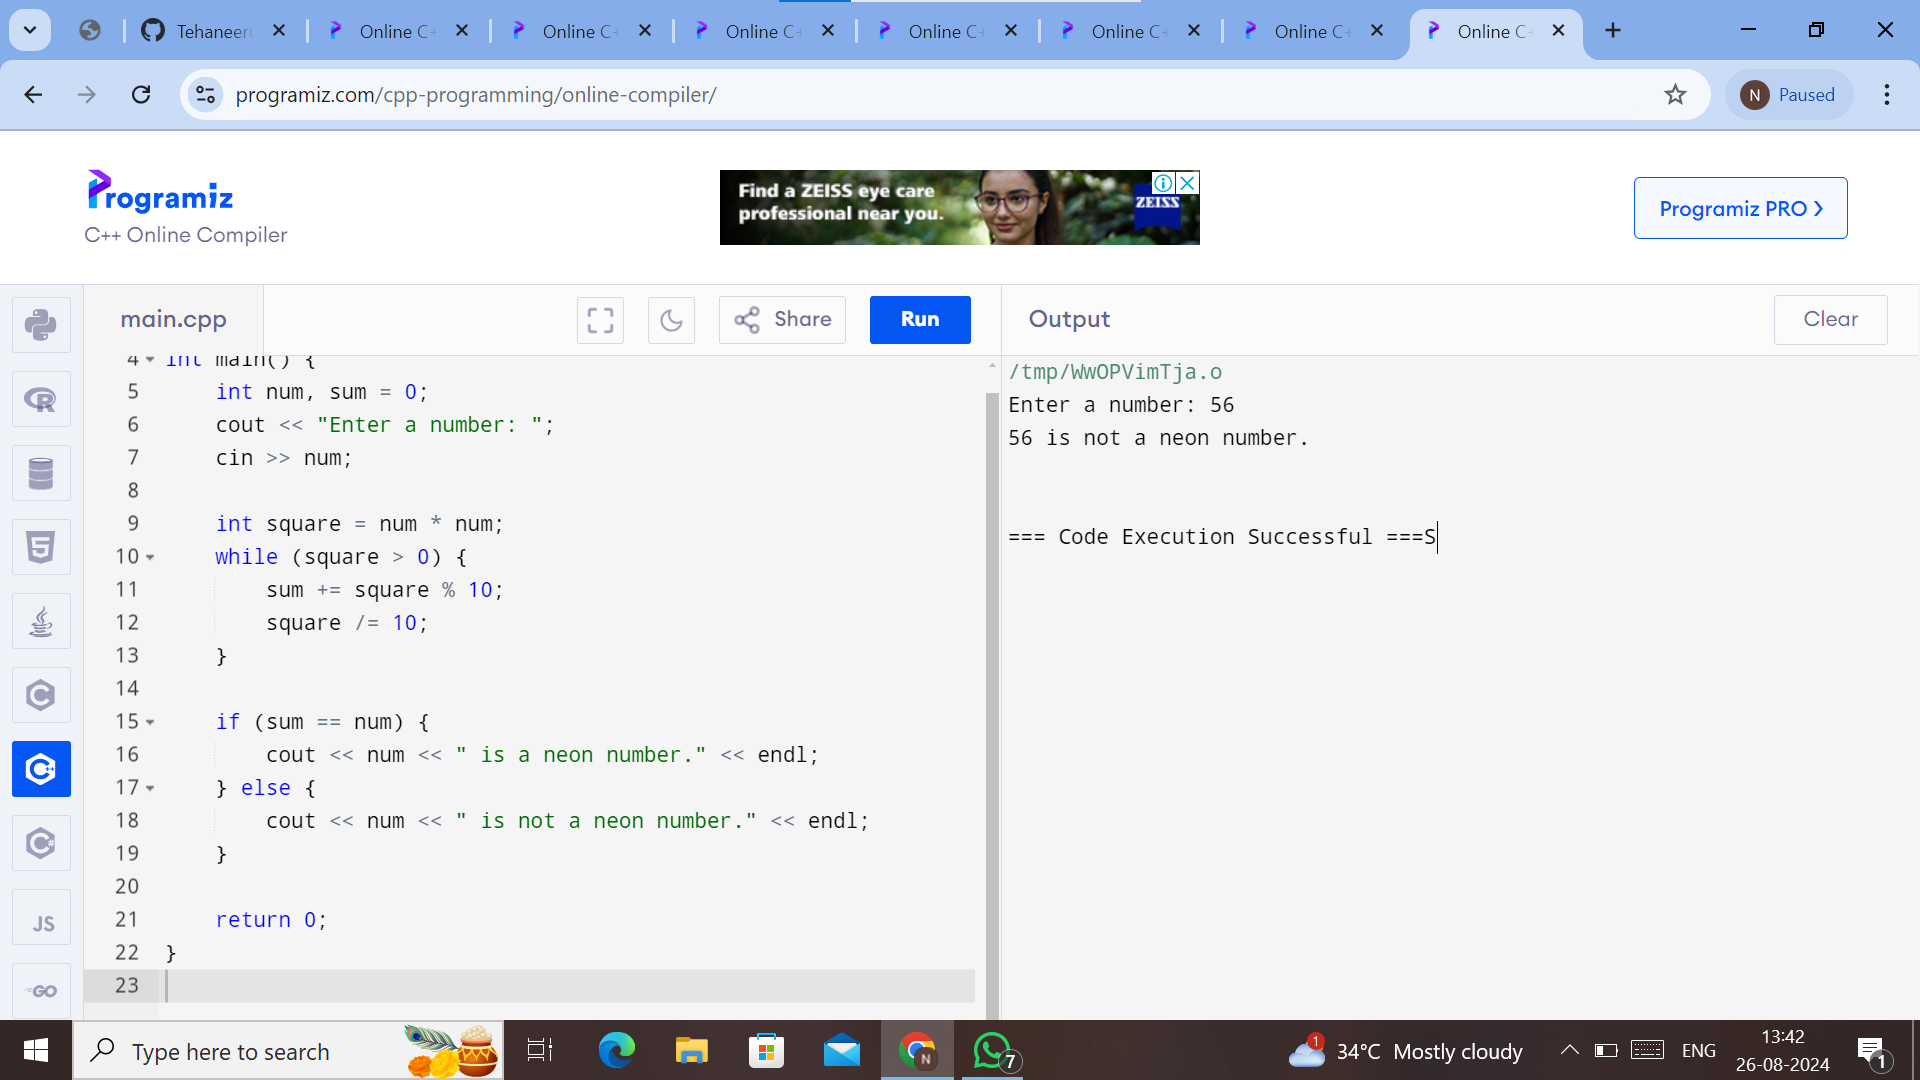 Tehaneer
Online C
Online C
Online C
Online C
Online C
Online C
Online C
programiz.com/cpp-programming/online-compiler/
N
Paused
Programiz
C++ Online Compiler
Find a ZEISS eye care
professional near you.
ZEISS
Programiz PRO
main.cpp
Share
Run
Output
Clear
4 int main() {
5 int num, sum = 0;
6 cout << "Enter a number: ";
7 cin >> num;
8
9 int square = num * num;
10 while (square > 0) {
11 sum += square % 10;
12 square /= 10;
13 }
14
15 if (sum == num) {
16 cout << num << " is a neon number." << endl;
17 } else {
18 cout << num << " is not a neon number." << endl;
19 }
20
21 return 0;
22 }
23
/tmp/WwOPVimTja.o
Enter a number: 56
56 is not a neon number.
=== Code Execution Successful ===S
R
5
C
C++
C#
JS
GO
Type here to search
N
7
1
34°C Mostly cloudy
ENG
13:42
26-08-2024
1